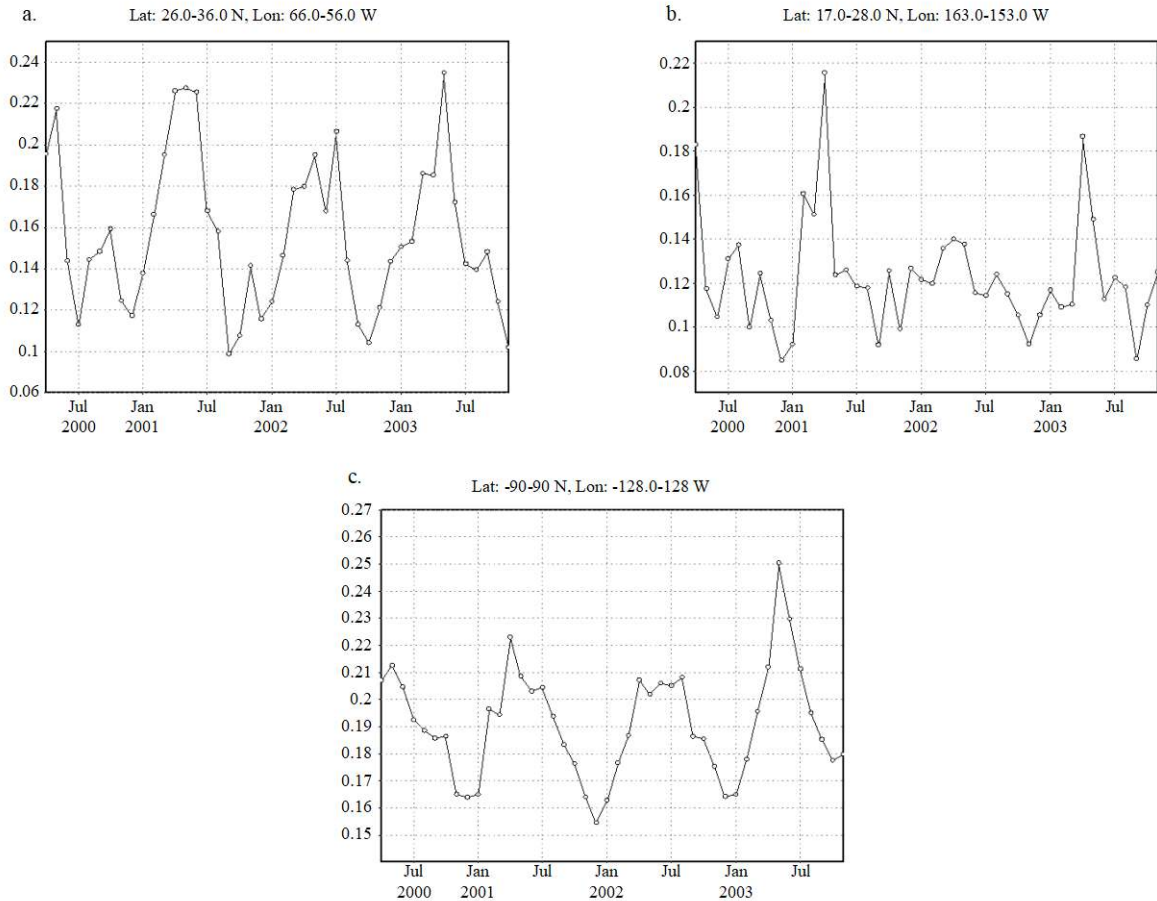 a.
Lat: 26.0-36.0 N, Lon: 66.0-56.0 W
0.24
0.22
0.2
0.18
0.16
0.14
0.12
0.1
0.06
Jul Jan Jul Jan Jul Jan Jul
2000 2001 2002 2003
b.
Lat: 17.0-28.0 N, Lon: 163.0-153.0 W
0.22
0.2
0.18
0.16
0.14
0.12
0.1
0.08
Jul Jan Jul Jan Jul Jan Jul
2000 2001 2002 2003
c.
Lat: -90-90 N, Lon: -128.0-128 W
0.27
0.26
0.25
0.24
0.23
0.22
0.21
0.2
0.19
0.18
0.17
0.16
0.15
Jul Jan Jul Jan Jul Jan Jul
2000 2001 2002 2003